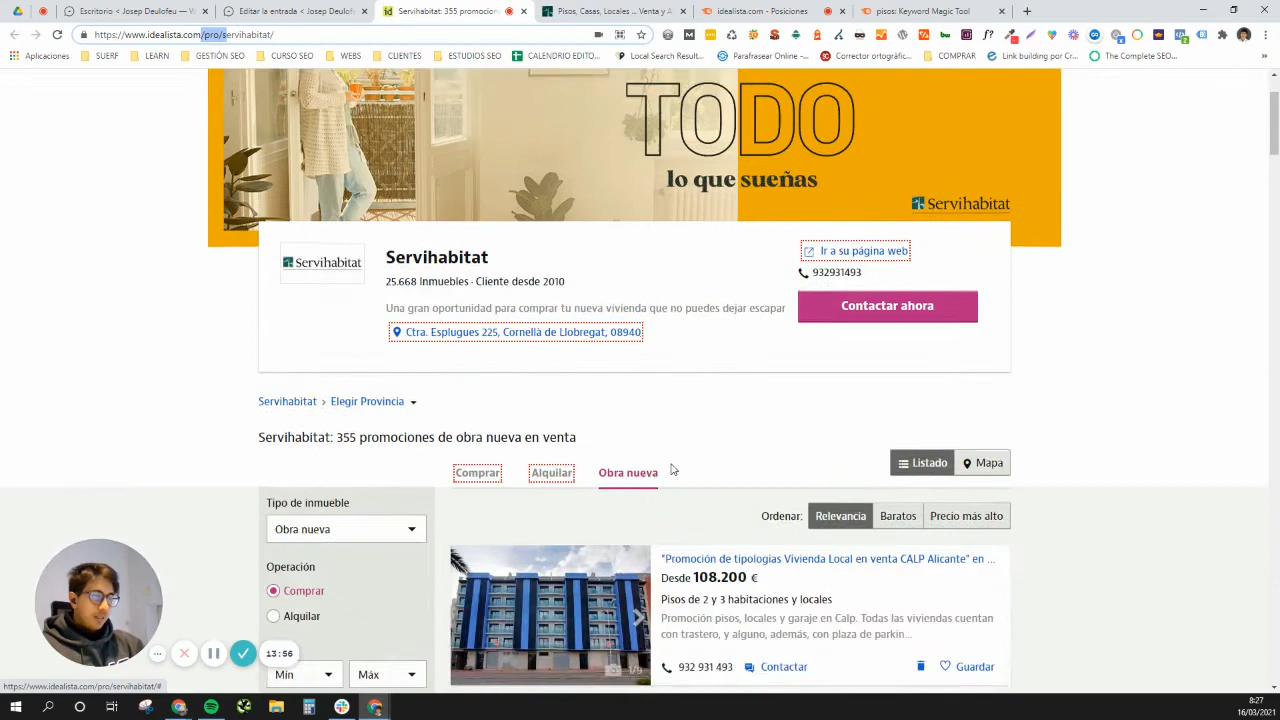 Escritorio < Josep Deulofeu — W
Editar la entrada < Josep Deulofeu
Servihabitat: 355 promociones
Pisos, Casas, Locales ... Venta y A
idealista.com
pisos: Keyword Magic Tool
https://www.idealista.com/pro/servihabitat/
Aplicaciones
SUEPI
LEARN
GESTIÓN SEO
CURSO SEO
WEBS
CLIENTES
ESTUDIOS SEO
CALENDARIO EDITO...
Local Search Result...
Parafrasear Online -...
Corrector ortográfic...
COMPRAR
Link building por Cr...
The Complete SEO...
TODO
lo que sueñas
Servihabitat
Servihabitat
Servihabitat
25.668 Inmuebles · Cliente desde 2010
Una gran oportunidad para comprar tu nueva vivienda que no puedes dejar escapar
Ctra. Esplugues 225, Cornellà de Llobregat, 08940
Ir a su página web
932931493
Contactar ahora
Servihabitat › Elegir Provincia
Servihabitat: 355 promociones de obra nueva en venta
Comprar Alquilar Obra nueva
Listado Mapa
Tipo de inmueble
Obra nueva
Operación
Comprar
Alquilar
Mín Máx
Ordenar: Relevancia Baratos Precio más alto
"Promoción de tipologias Vivienda Local en venta CALP Alicante" en ...
Desde 108.200 €
Pisos de 2 y 3 habitaciones y locales
Promoción pisos, locales y garaje en Calp. Todas las viviendas cuentan
con trastero, y alguno, además, con plaza de parkin...
932 931 493 Contactar Guardar
13:56
https://www.idealista.com/pro/servihabitat/#
8:27
16/03/2021